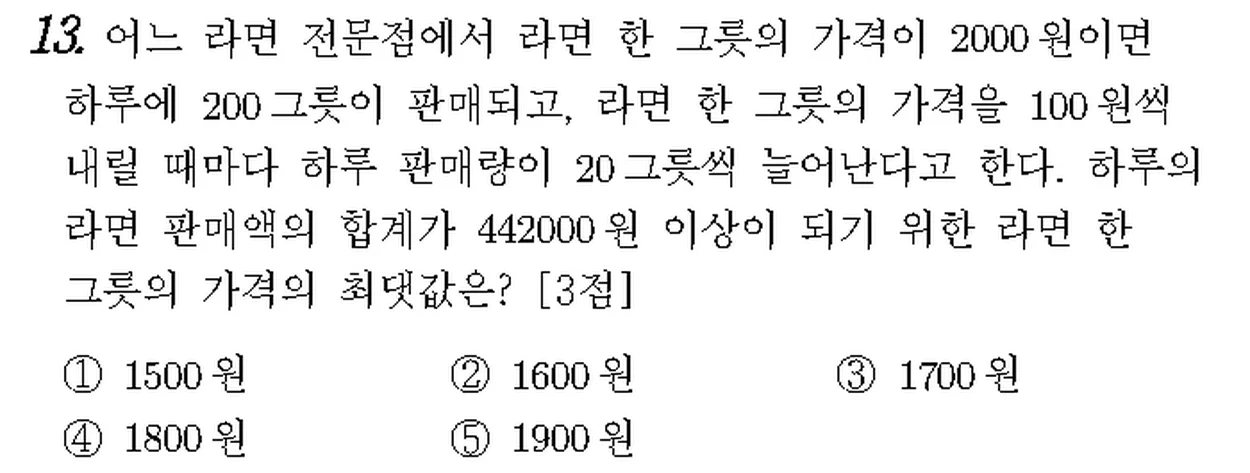 13. 어느 라면 전문점에서 라면 한 그릇의 가격이 2000원이면
하루에 200그릇이 판매되고, 라면 한 그릇의 가격을 100원씩
내릴 때마다 하루 판매량이 20그릇씩 늘어난다고 한다. 하루의
라면 판매액의 합계가 442000원 이상이 되기 위한 라면 한
그릇의 가격의 최댓값은? [3점]
① 1500원 ② 1600원 ③ 1700원
④ 1800원 ⑤ 1900원